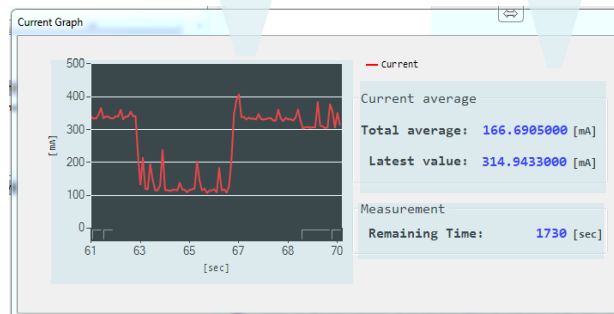 Current Graph
Current
500
400
300
200
100
0
[mA]
61
63
65
67
68
70
[sec]
Current average
Total average: 166.6905000 [mA]
Latest value: 314.9433000 [mA]
Measurement
Remaining Time: 1730 [sec]